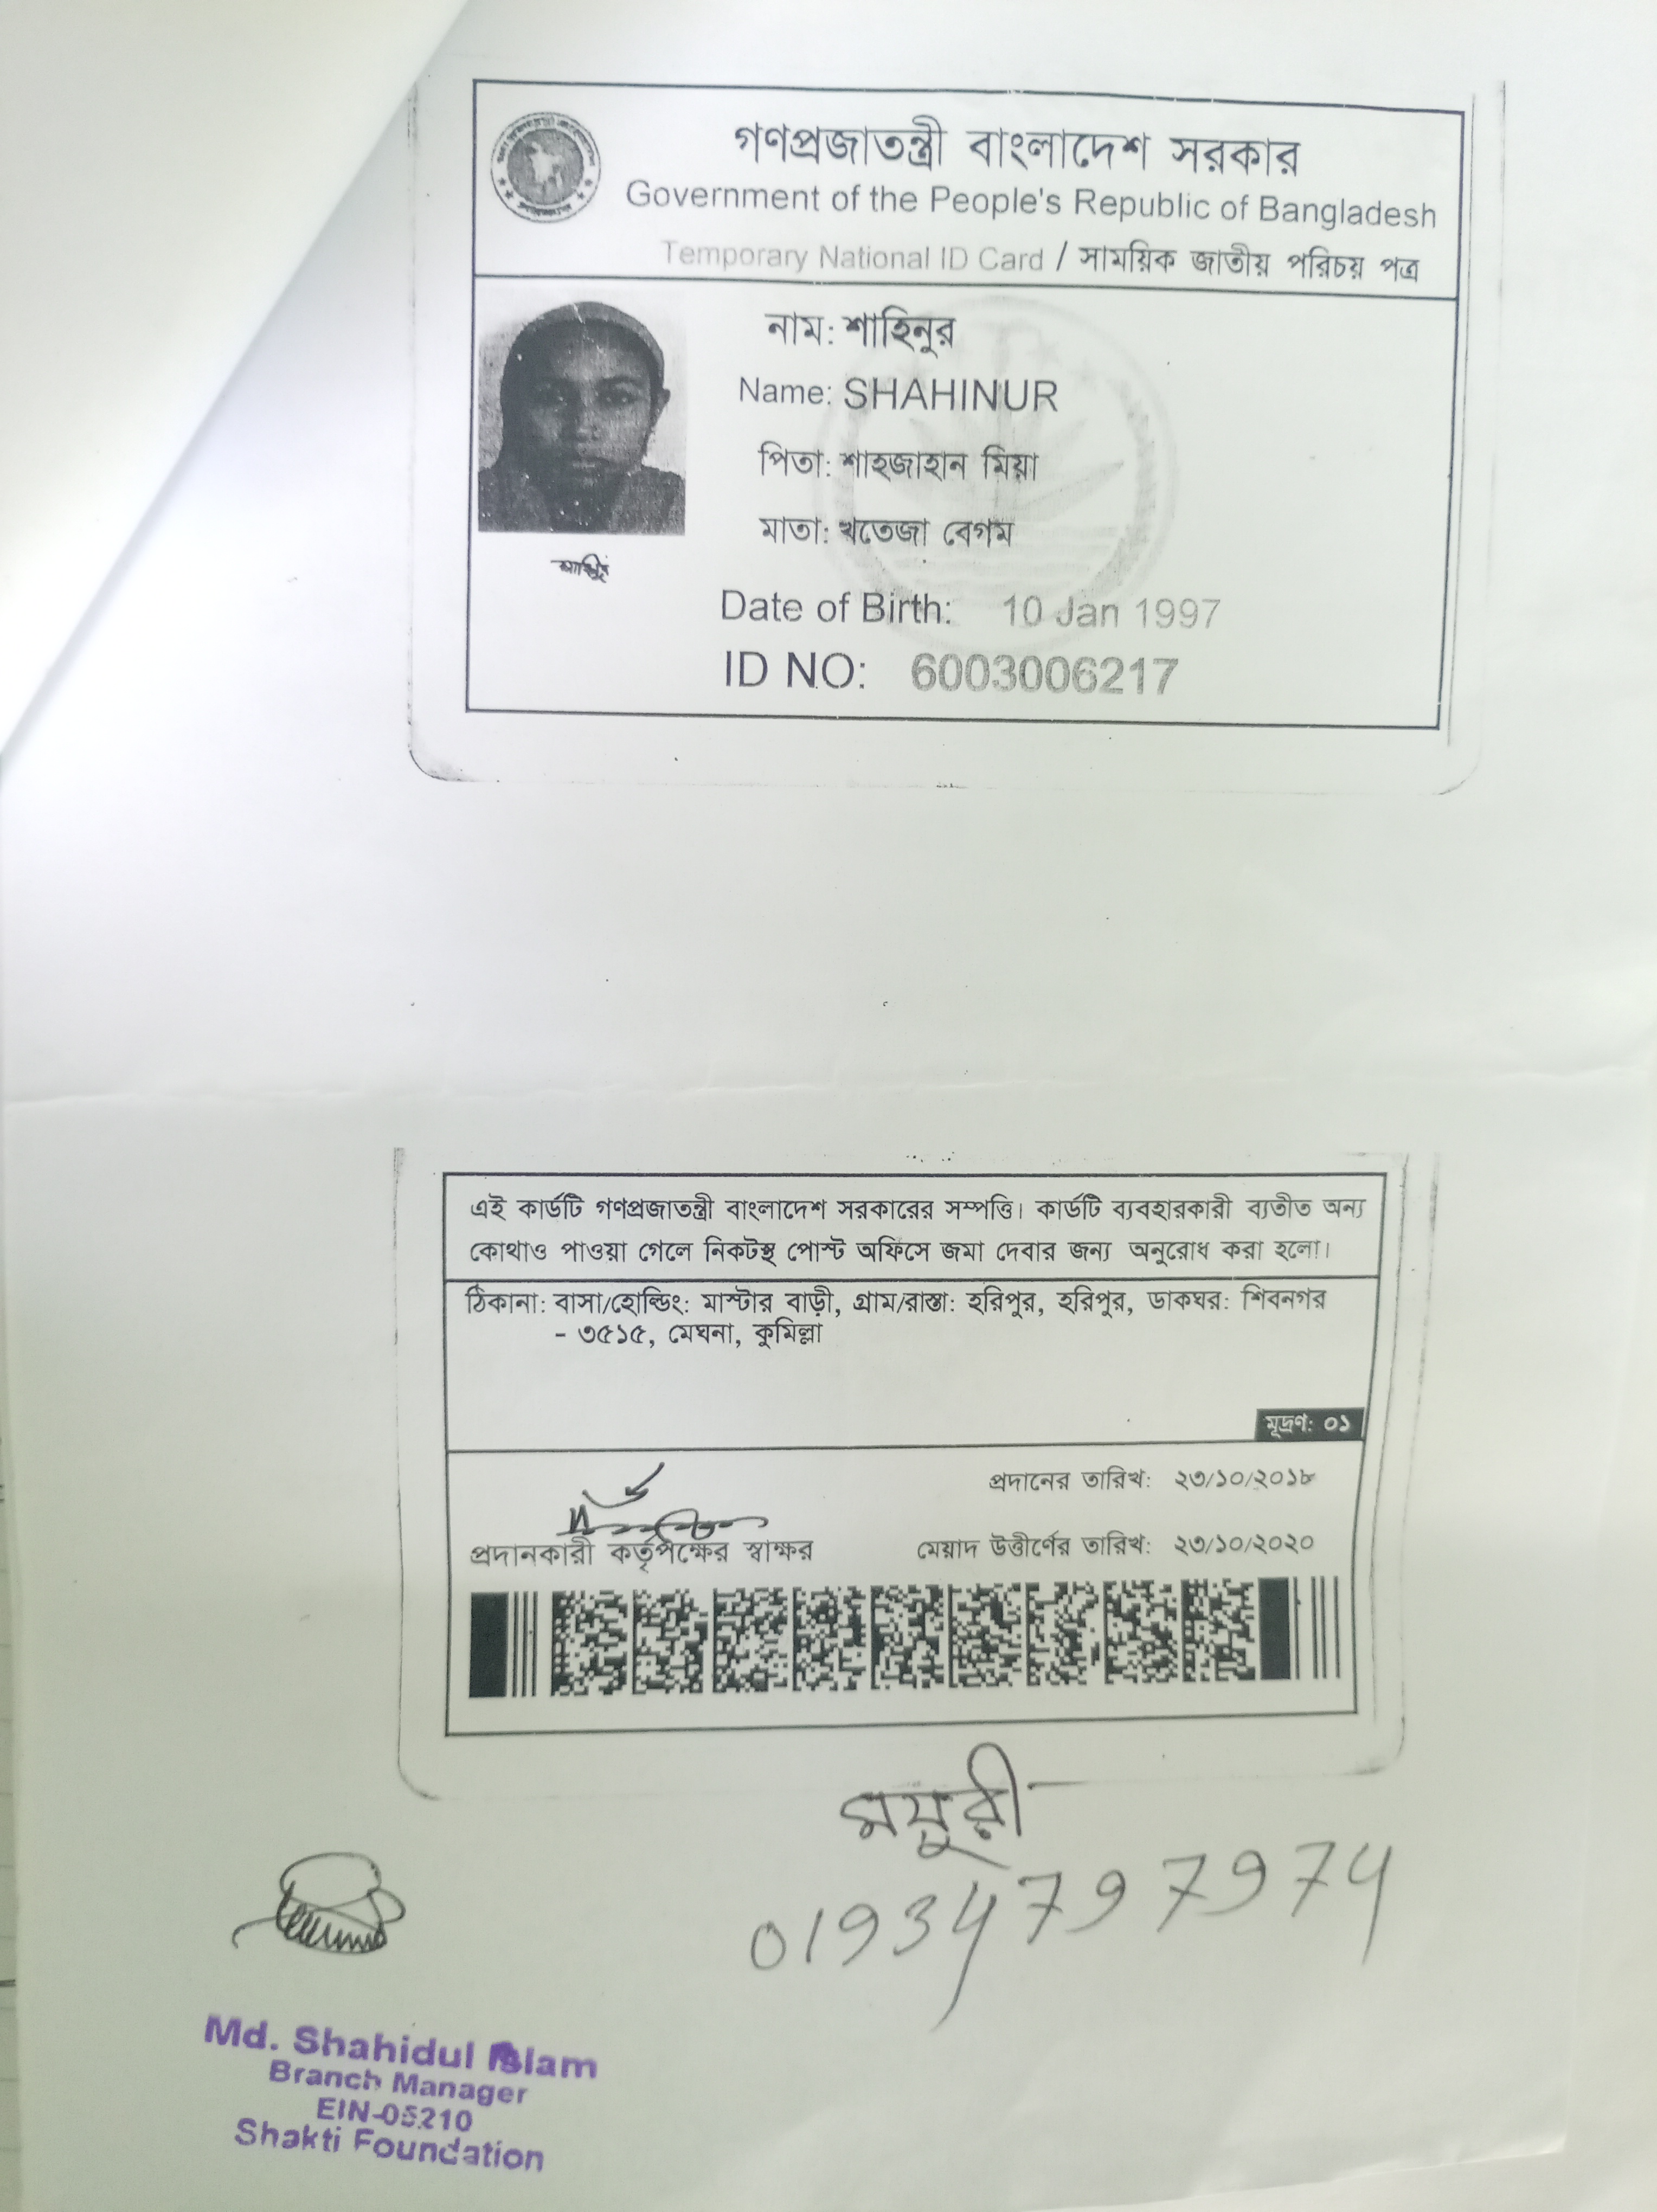 গণপ্রজাতন্ত্রী বাংলাদেশ সরকার
Government of the People's Republic of Bangladesh
Temporary National ID Card / সাময়িক জাতীয় পরিচয় পত্র
নাম: শাহিনুর
Name: SHAHINUR
পিতা: শাহজাহান মিয়া
মাতা: খতেজা বেগম
Date of Birth: 10 Jan 1997
ID NO: 6003006217
এই কার্ডটি গণপ্রজাতন্ত্রী বাংলাদেশ সরকারের সম্পত্তি। কার্ডটি ব্যবহারকারী ব্যতীত অন্য
কোথাও পাওয়া গেলে নিকটস্থ পোস্ট অফিসে জমা দেবার জন্য অনুরোধ করা হলো।
ঠিকানা: বাসা/হোল্ডিং: মাস্টার বাড়ী, গ্রাম/রাস্তা: হরিপুর, হরিপুর, ডাকঘর: শিবনগর
- ৩৫১৫, মেঘনা, কুমিল্লা
মুদ্রণ: ০১
প্রদানের তারিখ: ২৩/১০/২০১৮
প্রদানকারী কর্তৃপক্ষের স্বাক্ষর মেয়াদ উত্তীর্ণের তারিখ: ২৩/১০/২০২০
ময়ুরী
01934797974
Md. Shahidul Islam
Branch Manager
EIN-05210
Shakti Foundation